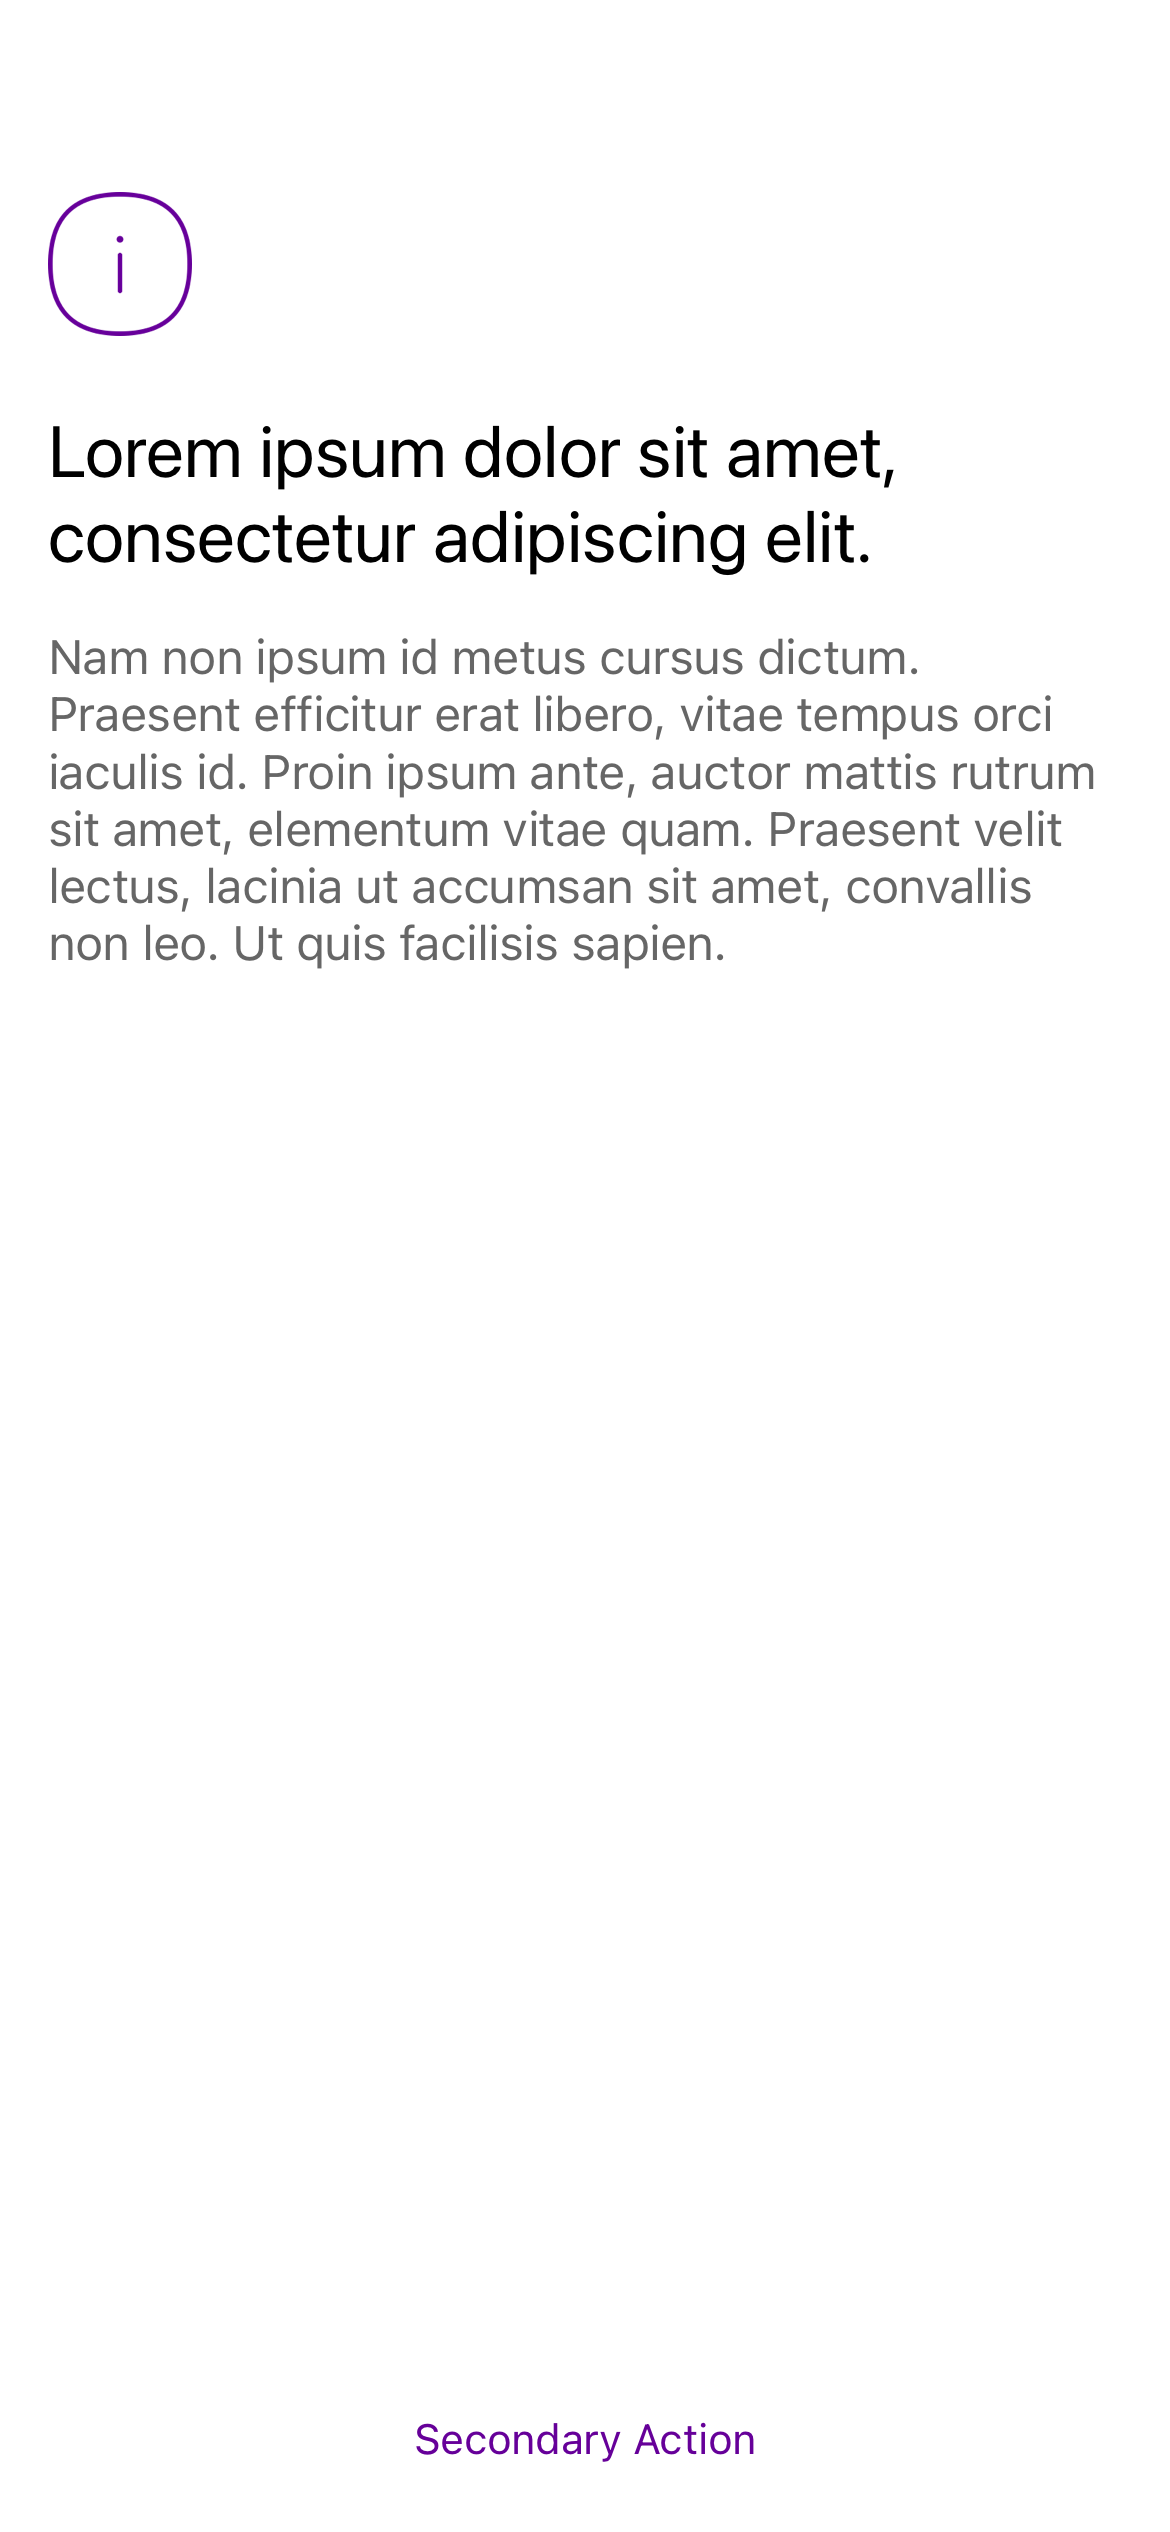 i
Lorem ipsum dolor sit amet,
consectetur adipiscing elit.
Nam non ipsum id metus cursus dictum.
Praesent efficitur erat libero, vitae tempus orci
iaculis id. Proin ipsum ante, auctor mattis rutrum
sit amet, elementum vitae quam. Praesent velit
lectus, lacinia ut accumsan sit amet, convallis
non leo. Ut quis facilisis sapien.
Secondary Action